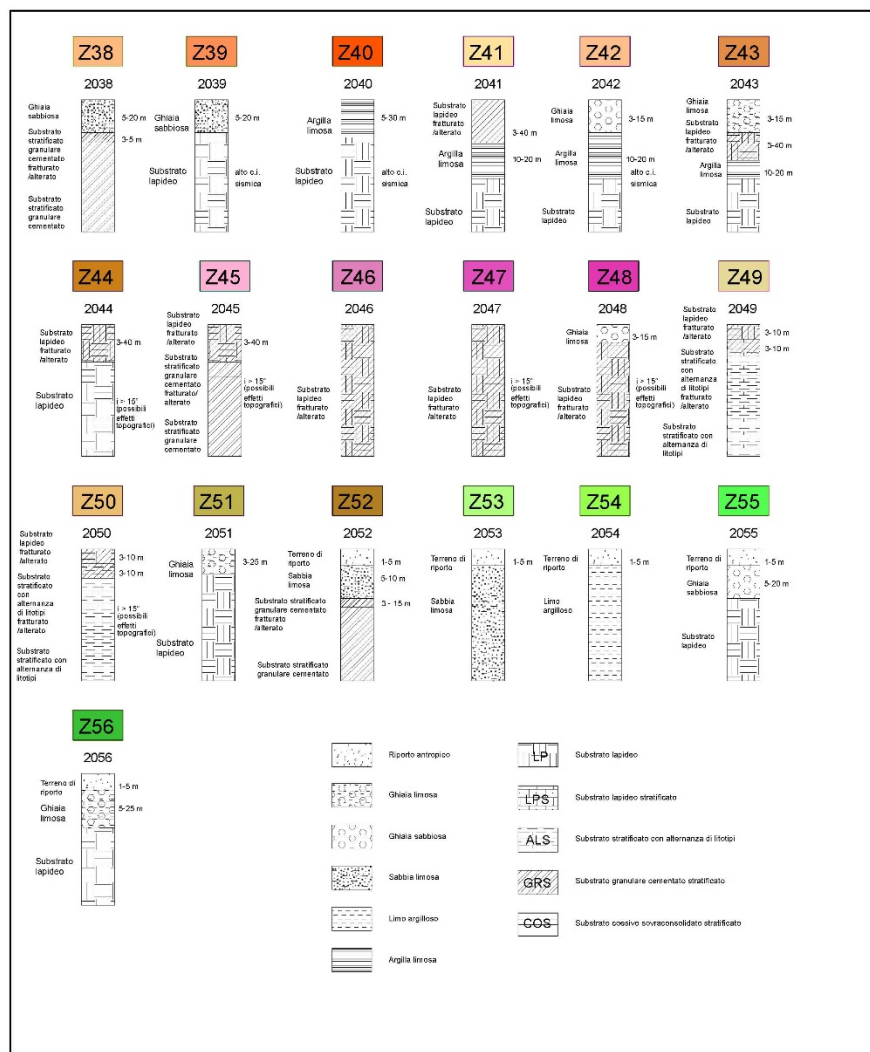 Z38
Z39
Z40
Z41
Z42
Z43
2038
2039
2040
2041
2042
2043
Ghiaia
sabbiosa
5-20 m
Substrato
stratificato
granulare
cementato
fratturato
/alterato
3-5 m
Substrato
stratificato
granulare
cementato
Ghiaia
sabbiosa
5-20 m
Substrato
lapideo
alto c.i.
sismica
Argilla
limosa
5-30 m
Substrato
lapideo
alto c.i.
sismica
Substrato
lapideo
fratturato
/alterato
3-40 m
Argilla
limosa
10-20 m
Substrato
lapideo
Ghiaia
limosa
3-15 m
Argilla
limosa
10-20 m
alto c.i.
sismica
Substrato
lapideo
Ghiaia
limosa
3-15 m
Substrato
lapideo
fratturato
/alterato
3-40 m
Argilla
limosa
10-20 m
Substrato
lapideo
Z44
Z45
Z46
Z47
Z48
Z49
2044
2045
2046
2047
2048
2049
Substrato
lapideo
fratturato
/alterato
3-40 m
Substrato
lapideo
i > 15°
(possibili
effetti
topografici)
Substrato
lapideo
fratturato
/alterato
3-40 m
Substrato
stratificato
granulare
cementato
fratturato/
alterato
i > 15°
(possibili
effetti
topografici)
Substrato
stratificato
granulare
cementato
Substrato
lapideo
fratturato
/alterato
Substrato
lapideo
fratturato
/alterato
i > 15°
(possibili
effetti
topografici)
Ghiaia
limosa
3-15 m
Substrato
lapideo
fratturato
/alterato
i > 15°
(possibili
effetti
topografici)
Substrato
lapideo
fratturato
/alterato
3-10 m
3-10 m
Substrato
stratificato
con
alternanza
di litotipi
fratturato
/alterato
Substrato
stratificato con
alternanza di
litotipi
Z50
Z51
Z52
Z53
Z54
Z55
2050
2051
2052
2053
2054
2055
Substrato
lapideo
fratturato
/alterato
3-10 m
3-10 m
Substrato
stratificato
con
alternanza
di litotipi
fratturato
/alterato
i > 15°
(possibili
effetti
topografici)
Substrato
stratificato con
alternanza di
litotipi
Ghiaia
limosa
3-25 m
Substrato
lapideo
Terreno di
riporto
1-5 m
Sabbia
limosa
5-10 m
Substrato stratificato
granulare cementato
fratturato
/alterato
3 - 15 m
Substrato stratificato
granulare cementato
Terreno di
riporto
1-5 m
Sabbia
limosa
Terreno di
riporto
1-5 m
Limo
argilloso
Terreno di
riporto
1-5 m
Ghiaia
sabbiosa
5-20 m
Substrato
lapideo
Z56
2056
Terreno di
riporto
1-5 m
Ghiaia
limosa
5-25 m
Substrato
lapideo
Riporto antropico
Ghiaia limosa
Ghiaia sabbiosa
Sabbia limosa
Limo argilloso
Argilla limosa
LP Substrato lapideo
LPS Substrato lapideo stratificato
ALS Substrato stratificato con alternanza di litotipi
GRS Substrato granulare cementato stratificato
COS Substrato coesivo sovraconsolidato stratificato